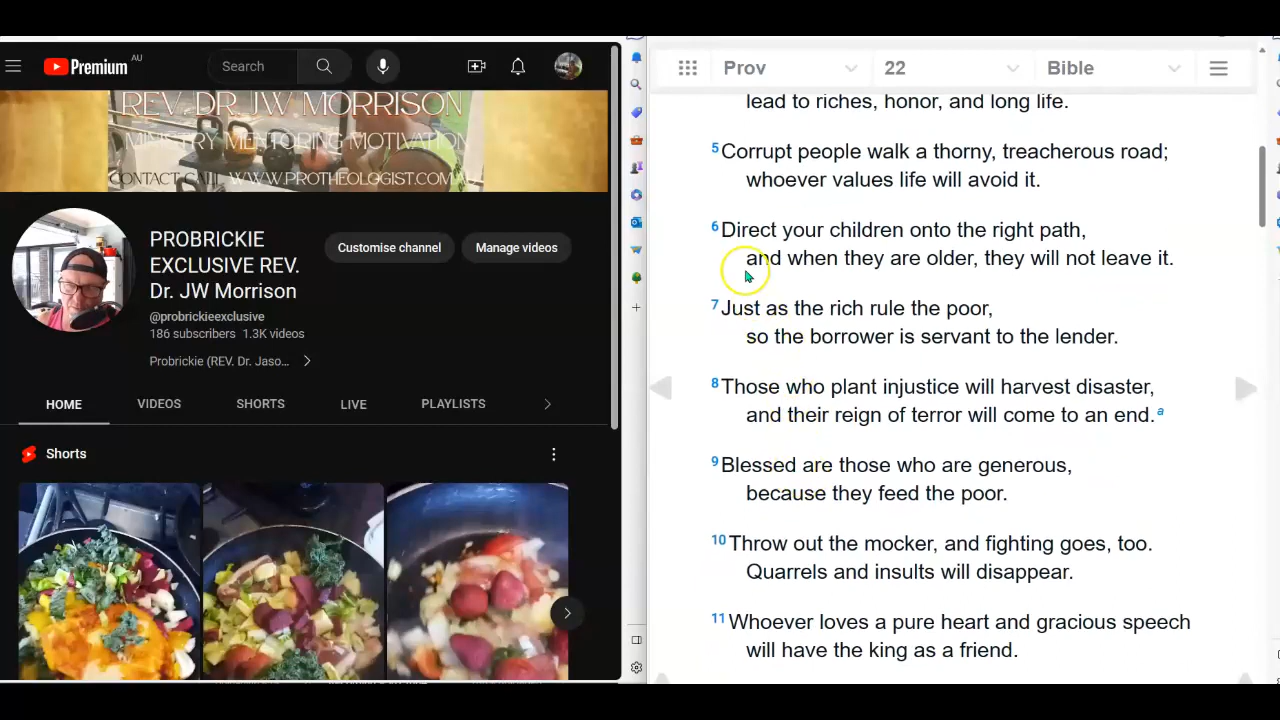 Premium AU
Search
REV. DR. JW MORRISON
MINISTRY MENTORING MOTIVATION
CONTACT CALL WWW.PROTHEOLOGIST.COM.AU
PROBRICKIE
EXCLUSIVE REV.
Dr. JW Morrison
@probrickieexclusive
186 subscribers 1.3K videos
Probrickie (REV. Dr. Jaso...
Customise channel
Manage videos
HOME
VIDEOS
SHORTS
LIVE
PLAYLISTS
Shorts
Prov
22
Bible
lead to riches, honor, and long life.
5 Corrupt people walk a thorny, treacherous road;
whoever values life will avoid it.
6 Direct your children onto the right path,
and when they are older, they will not leave it.
7 Just as the rich rule the poor,
so the borrower is servant to the lender.
8 Those who plant injustice will harvest disaster,
and their reign of terror will come to an end.a
9 Blessed are those who are generous,
because they feed the poor.
10 Throw out the mocker, and fighting goes, too.
Quarrels and insults will disappear.
11 Whoever loves a pure heart and gracious speech
will have the king as a friend.